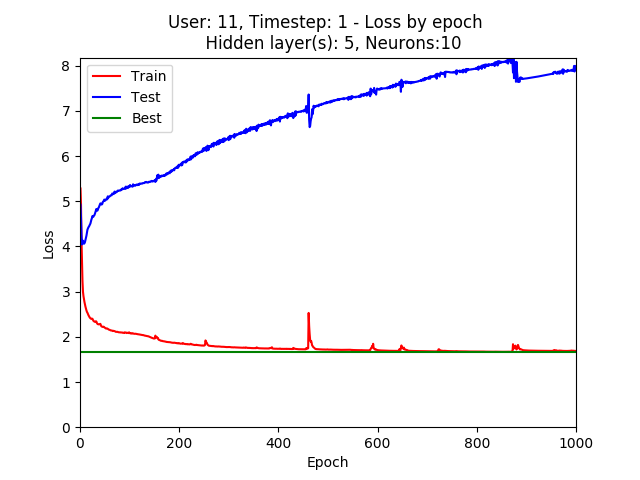 User: 11, Timestep: 1 - Loss by epoch
Hidden layer(s): 5, Neurons:10
Train
Test
Best
Loss
8
7
6
5
4
3
2
1
0
0 200 400 600 800 1000
Epoch